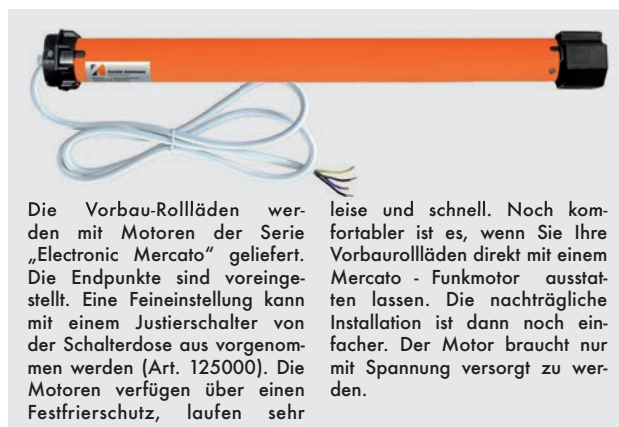 Die Vorbau-Rollläden wer-
den mit Motoren der Serie
„Electronic Mercato“ geliefert.
Die Endpunkte sind voreinge-
stellt. Eine Feineinstellung kann
mit einem Justierschalter von
der Schalterdose aus vorgenom-
men werden (Art. 125000). Die
Motoren verfügen über einen
Festfrierschutz, laufen sehr
leise und schnell. Noch kom-
fortabler ist es, wenn Sie Ihre
Vorbaurollläden direkt mit einem
Mercato - Funkmotor ausstat-
ten lassen. Die nachträgliche
Installation ist dann noch ein-
facher. Der Motor braucht nur
mit Spannung versorgt zu wer-
den.